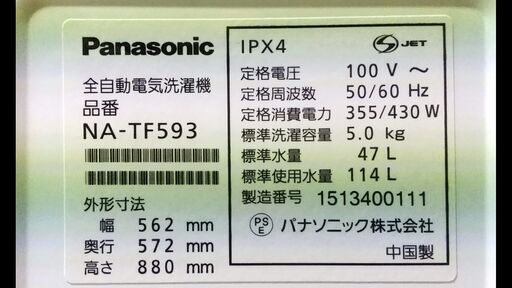 Panasonic
全自動電気洗濯機
品番
NA-TF593
外形寸法
幅 562 mm
奥行 572 mm
高さ 880 mm
IPX4
S JET
定格電圧 100 V ～
定格周波数 50/60 Hz
定格消費電力 355/430 W
標準洗濯容量 5.0 kg
標準水量 47 L
標準使用水量 114 L
製造番号 1513400111
PS E パナソニック株式会社
中国製